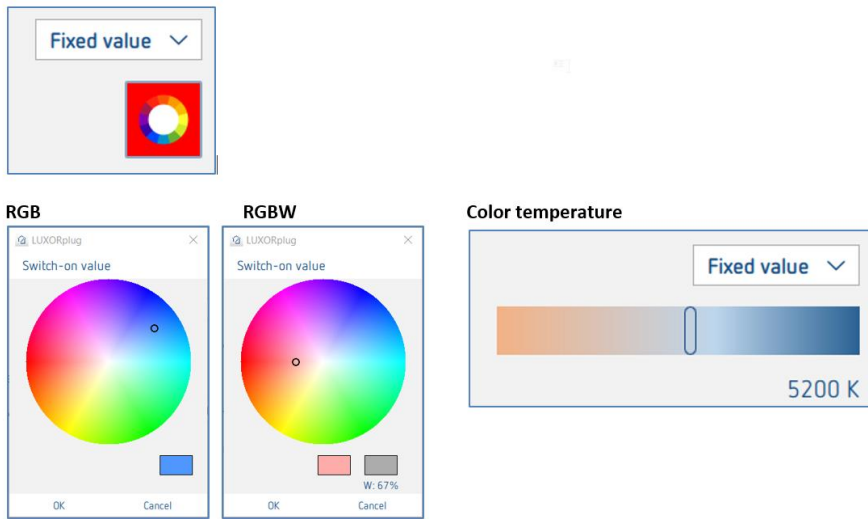 Fixed value
RGB
RGBW
Color temperature
LUXORplug
Switch-on value
OK
Cancel
LUXORplug
Switch-on value
W: 67%
OK
Cancel
Fixed value
5200 K